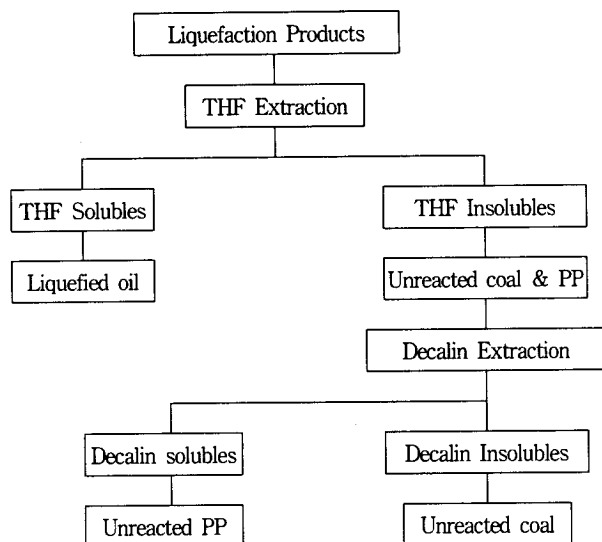 Liquefaction Products
THF Extraction
THF Solubles
THF Insolubles
Liquefied oil
Unreacted coal & PP
Decalin Extraction
Decalin solubles
Decalin Insolubles
Unreacted PP
Unreacted coal